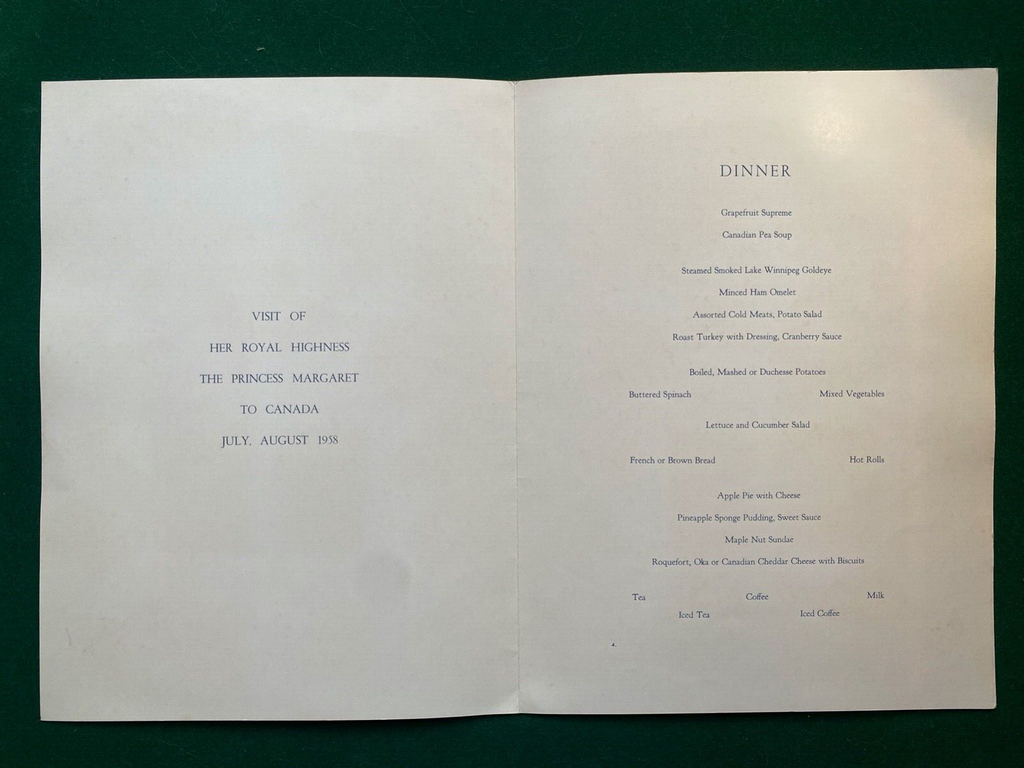 VISIT OF
HER ROYAL HIGHNESS
THE PRINCESS MARGARET
TO CANADA
JULY, AUGUST 1958
DINNER
Grapefruit Supreme
Canadian Pea Soup
Steamed Smoked Lake Winnipeg Goldeye
Minced Ham Omelet
Assorted Cold Meats, Potato Salad
Roast Turkey with Dressing, Cranberry Sauce
Boiled, Mashed or Duchesse Potatoes
Buttered Spinach Mixed Vegetables
Lettuce and Cucumber Salad
French or Brown Bread Hot Rolls
Apple Pie with Cheese
Pineapple Sponge Pudding, Sweet Sauce
Maple Nut Sundae
Roquefort, Oka or Canadian Cheddar Cheese with Biscuits
Tea Coffee Milk
Iced Tea Iced Coffee
4.